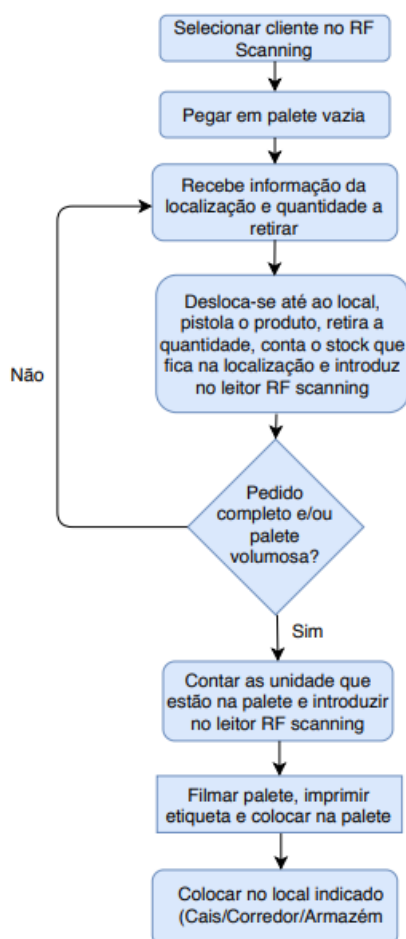 Selecionar cliente no RF
Scanning
Pegar em palete vazia
Recebe informação da
localização e quantidade a
retirar
Desloca-se até ao local,
pistola o produto, retira a
quantidade, conta o stock que
fica na localização e introduz
no leitor RF scanning
Não
Pedido
completo e/ou
palete
volumosa?
Sim
Contar as unidade que
estão na palete e introduzir
no leitor RF scanning
Filmar palete, imprimir
etiqueta e colocar na palete
Colocar no local indicado
(Cais/Corredor/Armazém